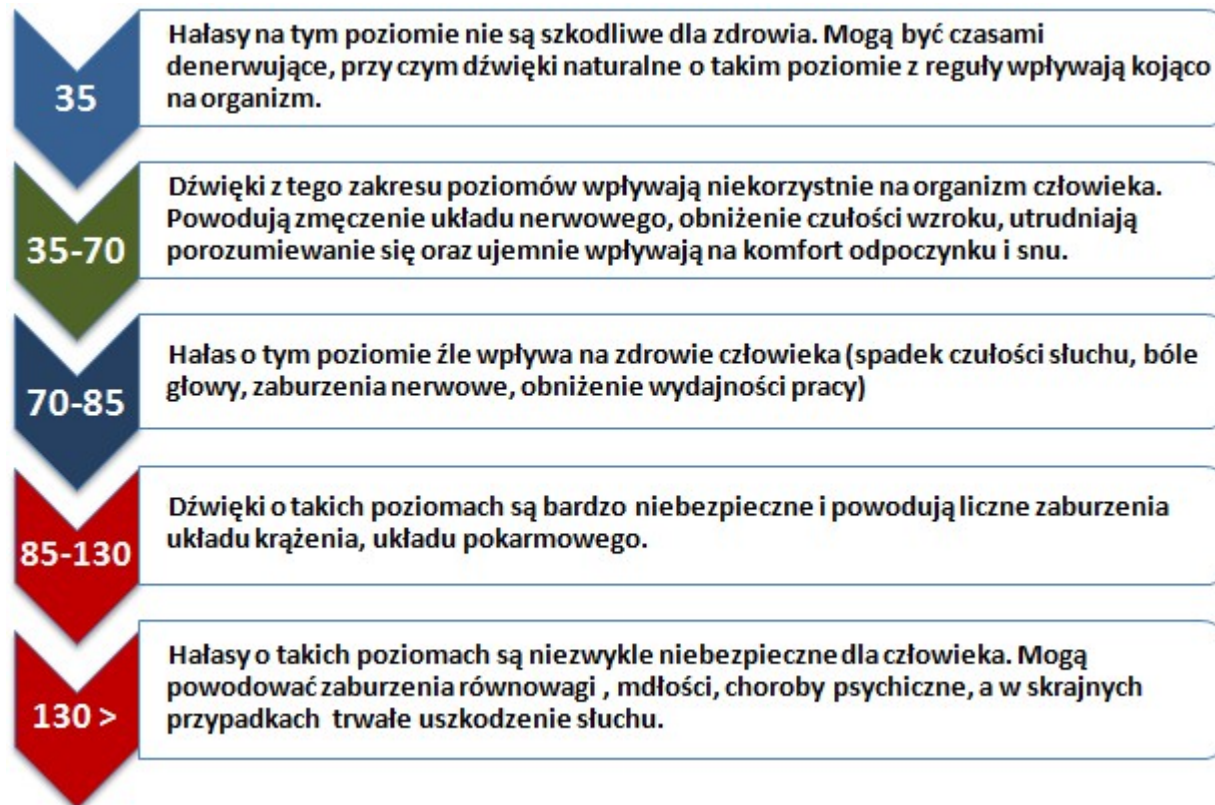 35
Hałasy na tym poziomie nie są szkodliwe dla zdrowia. Mogą być czasami
denerwujące, przy czym dźwięki naturalne o takim poziomie z reguły wpływają kojąco
na organizm.
35-70
Dźwięki z tego zakresu poziomów wpływają niekorzystnie na organizm człowieka.
Powodują zmęczenie układu nerwowego, obniżenie czułości wzroku, utrudniają
porozumiewanie się oraz ujemnie wpływają na komfort odpoczynku i snu.
70-85
Hałas o tym poziomie źle wpływa na zdrowie człowieka (spadek czułości słuchu, bóle
głowy, zaburzenia nerwowe, obniżenie wydajności pracy)
85-130
Dźwięki o takich poziomach są bardzo niebezpieczne i powodują liczne zaburzenia
układu krążenia, układu pokarmowego.
130 >
Hałasy o takich poziomach są niezwykle niebezpieczne dla człowieka. Mogą
powodować zaburzenia równowagi , mdłości, choroby psychiczne, a w skrajnych
przypadkach trwałe uszkodzenie słuchu.